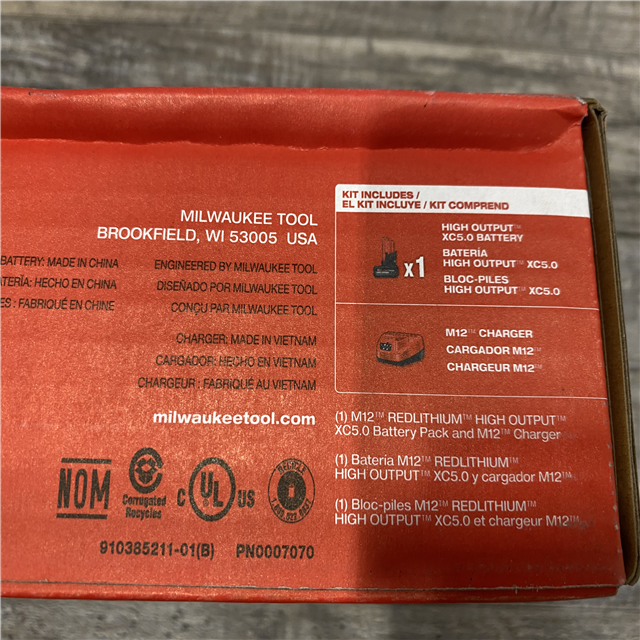 MILWAUKEE TOOL
BROOKFIELD, WI 53005 USA
BATTERY: MADE IN CHINA
HECHO EN CHINA
FABRIQUÉ EN CHINE
ENGINEERED BY MILWAUKEE TOOL
DISEÑADO POR MILWAUKEE TOOL
CONÇU PAR MILWAUKEE TOOL
CHARGER: MADE IN VIETNAM
CARGADOR: HECHO EN VIETNAM
CHARGEUR : FABRIQUÉ AU VIETNAM
milwaukeetool.com
NOM
Corrugated
Recycles
C UL US
RECYCLE
910385211-01(B) PN0007070
KIT INCLUDES /
EL KIT INCLUYE / KIT COMPREND
x1
HIGH OUTPUT™
XC5.0 BATTERY
BATERÍA
HIGH OUTPUT™ XC5.0
BLOC-PILES
HIGH OUTPUT™ XC5.0
M12™ CHARGER
CARGADOR M12™
CHARGEUR M12™
(1) M12™ REDLITHIUM™ HIGH OUTPUT™
XC5.0 Battery Pack and M12™ Charger
(1) Batería M12™ REDLITHIUM™
HIGH OUTPUT™ XC5.0 y cargador M12™
(1) Bloc-piles M12™ REDLITHIUM™
HIGH OUTPUT™ XC5.0 et chargeur M12™